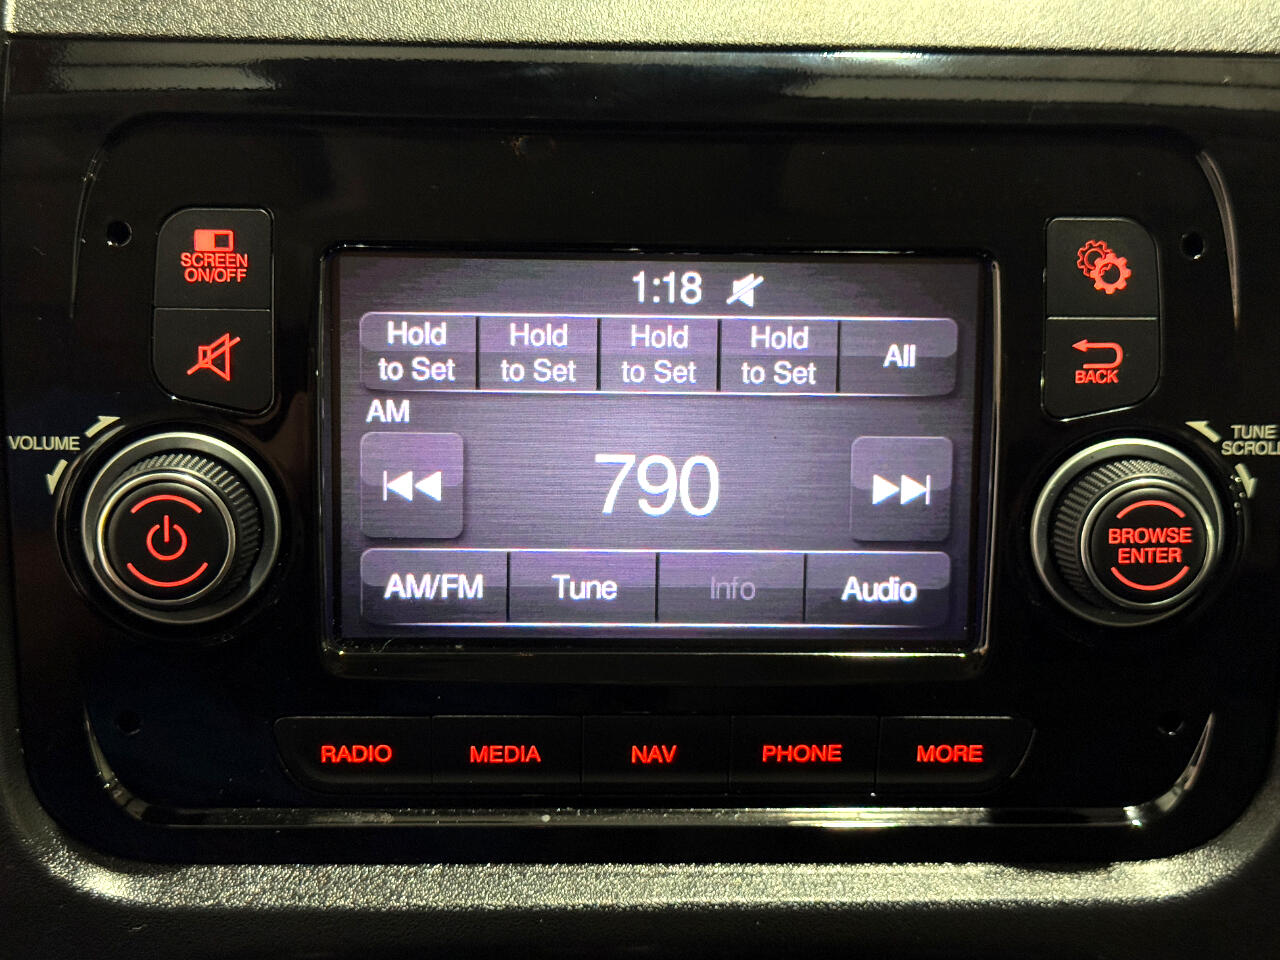 SCREEN
ON/OFF
1:18
Hold
to Set
Hold
to Set
Hold
to Set
Hold
to Set
All
BACK
AM
VOLUME
TUNE
SCROLL
790
BROWSE
ENTER
AM/FM
Tune
Info
Audio
RADIO
MEDIA
NAV
PHONE
MORE